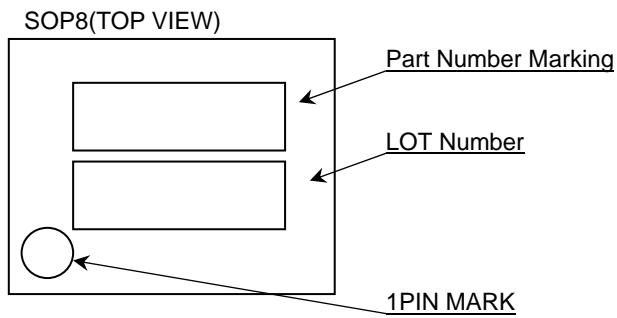 SOP8(TOP VIEW)
Part Number Marking
LOT Number
1PIN MARK